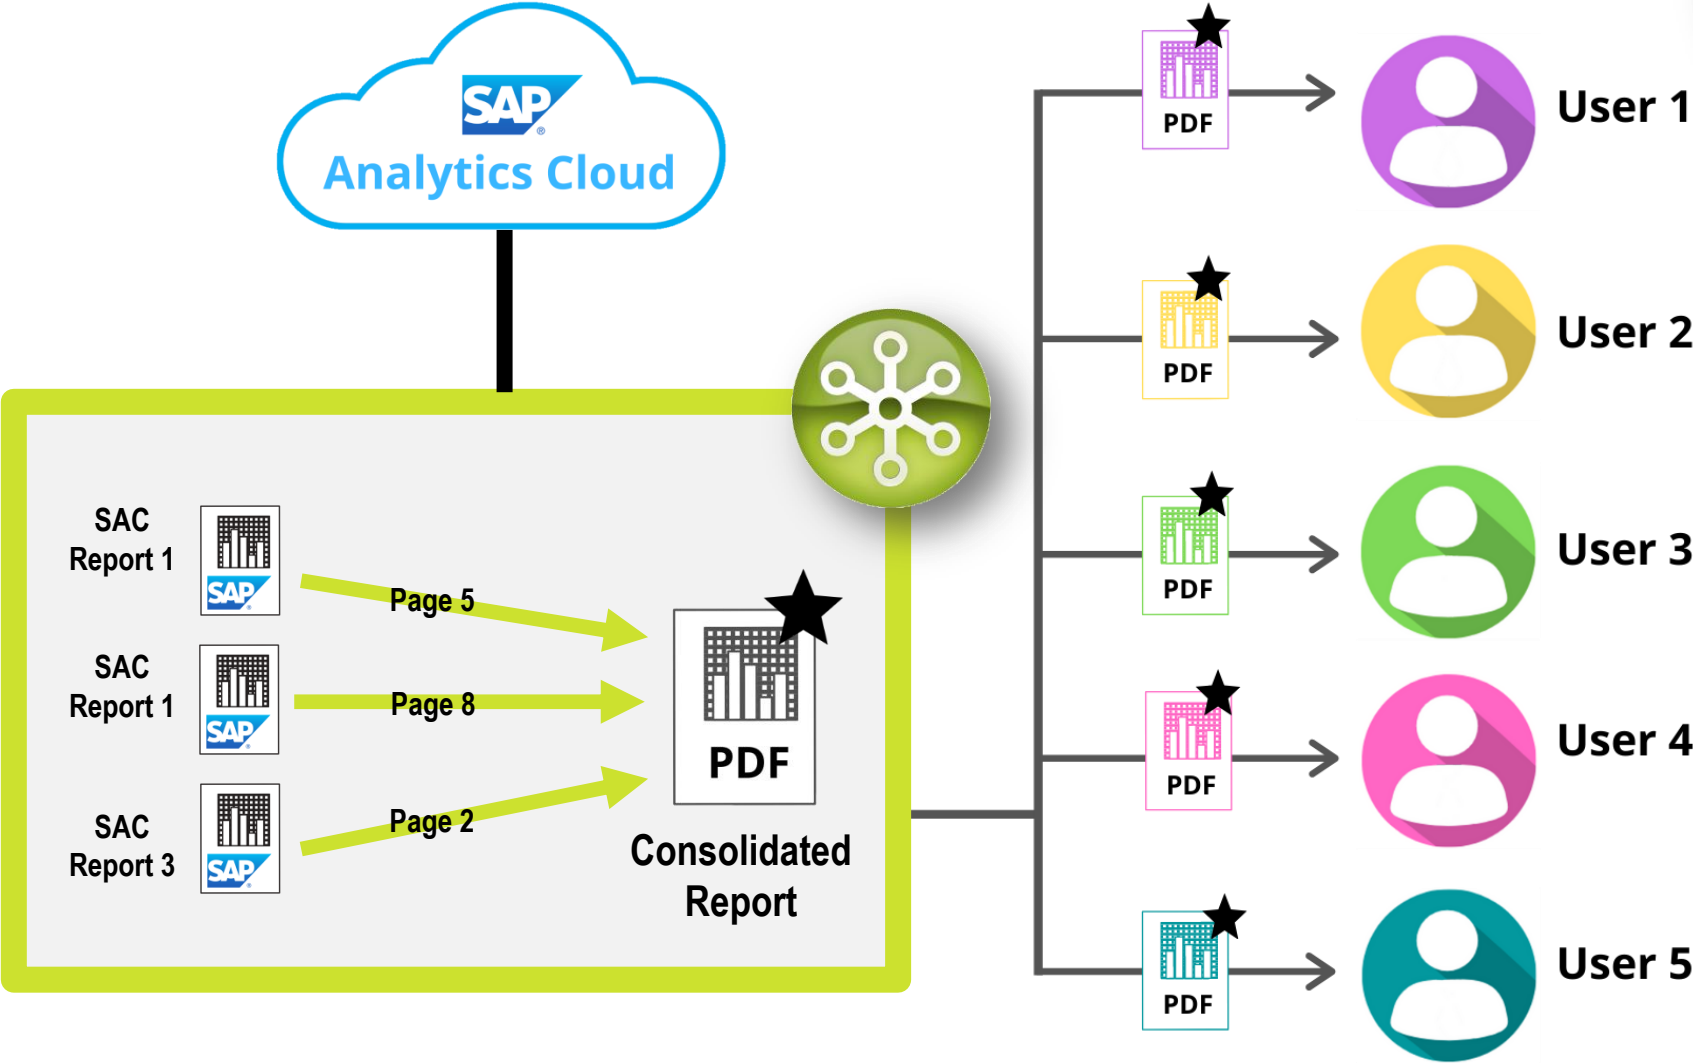 SAP
®
Analytics Cloud
SAC
Report 1
SAP
Page 5
SAC
Report 1
SAP
Page 8
SAC
Report 3
SAP
Page 2
PDF
Consolidated
Report
PDF
User 1
PDF
User 2
PDF
User 3
PDF
User 4
PDF
User 5